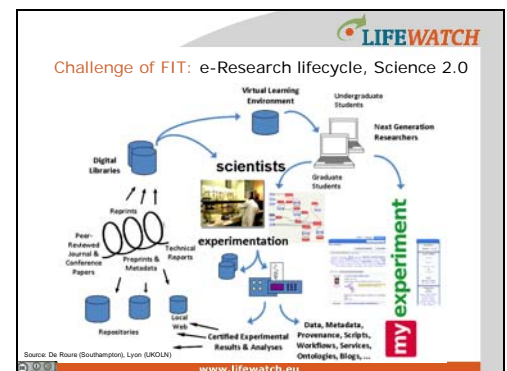 LIFEWATCH
Challenge of FIT: e-Research lifecycle, Science 2.0
Virtual Learning
Environment
Undergraduate
Students
Next Generation
Researchers
Digital
Libraries
scientists
Graduate
Students
Reprints
Peer-
Reviewed
Journal &
Conference
Papers
Preprints &
Metadata
Technical
Reports
experimentation
Repositories
Local
Web
Certified Experimental
Results & Analyses
Data, Metadata,
Provenance, Scripts,
Workflows, Services,
Ontologies, Blogs, ...
my experiment
Source: De Roure (Southampton), Lyon (UKOLN)
www.lifewatch.eu